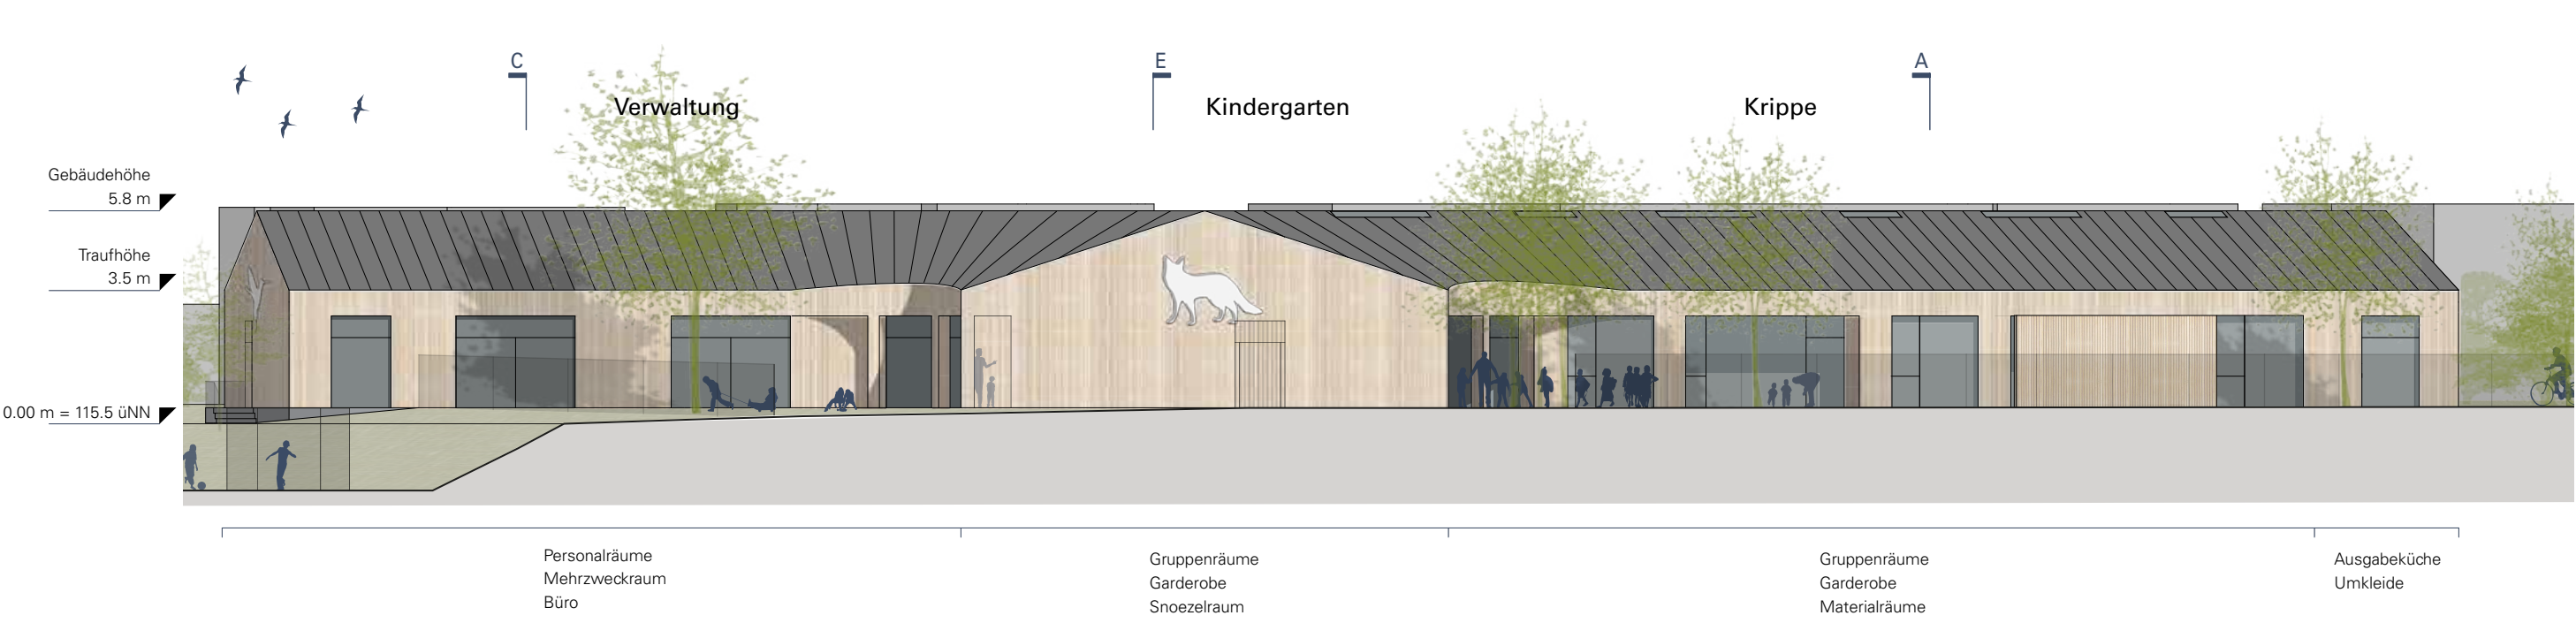 C
E
A
Verwaltung
Kindergarten
Krippe
Gebäudehöhe
5.8 m
Traufhöhe
3.5 m
0.00 m = 115.5 üNN
Personalräume
Mehrzweckraum
Büro
Gruppenräume
Garderobe
Snoezelraum
Gruppenräume
Garderobe
Materialräume
Ausgabeküche
Umkleide